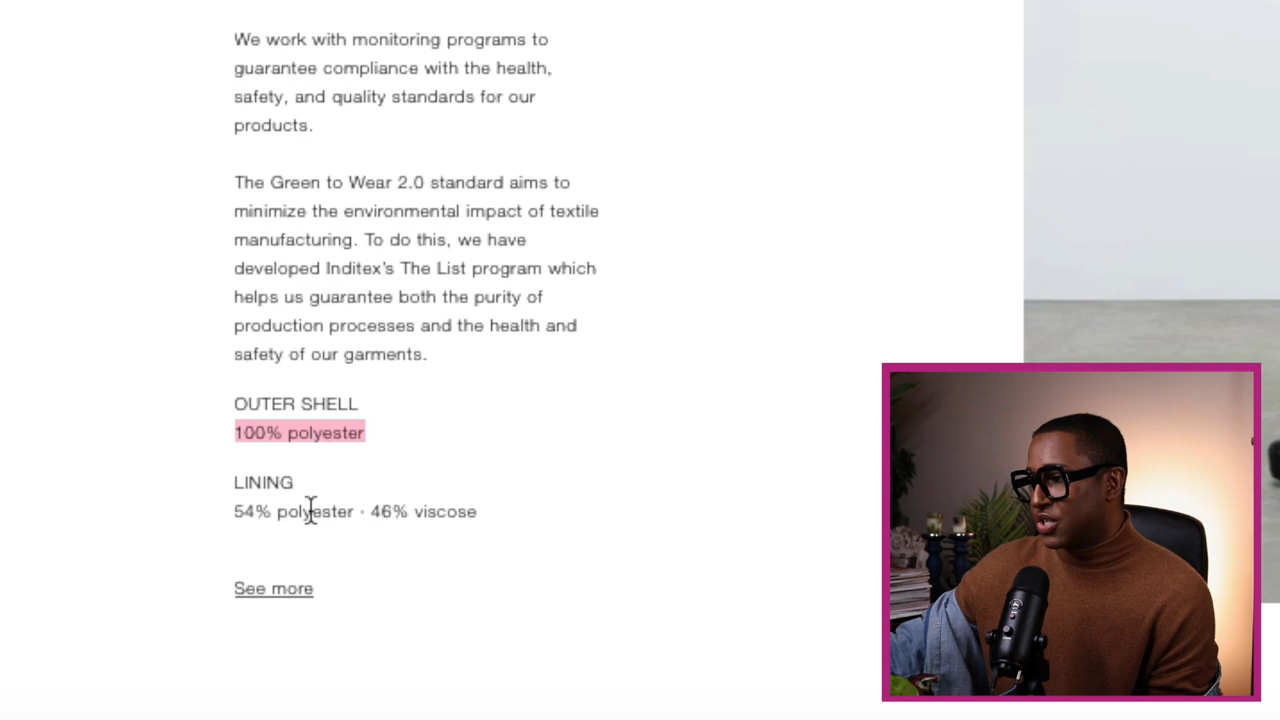 We work with monitoring programs to
guarantee compliance with the health,
safety, and quality standards for our
products.
The Green to Wear 2.0 standard aims to
minimize the environmental impact of textile
manufacturing. To do this, we have
developed Inditex's The List program which
helps us guarantee both the purity of
production processes and the health and
safety of our garments.
OUTER SHELL
100% polyester
LINING
54% polyester · 46% viscose
See more